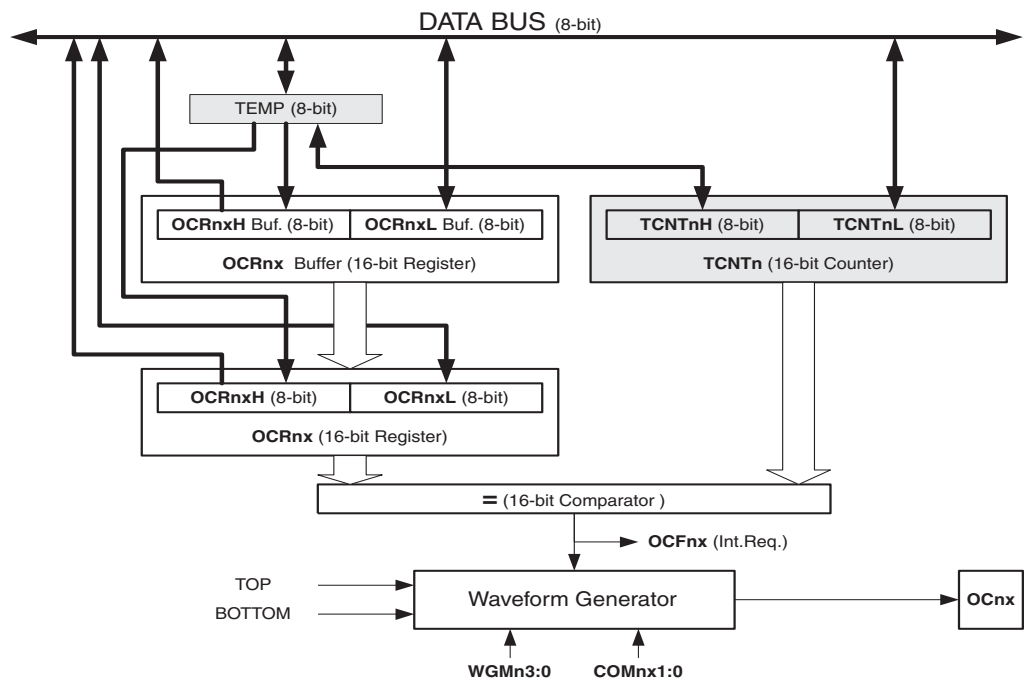 DATA BUS (8-bit)
TEMP (8-bit)
OCRnxH Buf. (8-bit) OCRnxL Buf. (8-bit)
OCRnx Buffer (16-bit Register)
TCNTnH (8-bit) TCNTnL (8-bit)
TCNTn (16-bit Counter)
OCRnxH (8-bit) OCRnxL (8-bit)
OCRnx (16-bit Register)
= (16-bit Comparator )
OCFnx (Int.Req.)
TOP
BOTTOM
Waveform Generator
OCnx
WGMn3:0 COMnx1:0